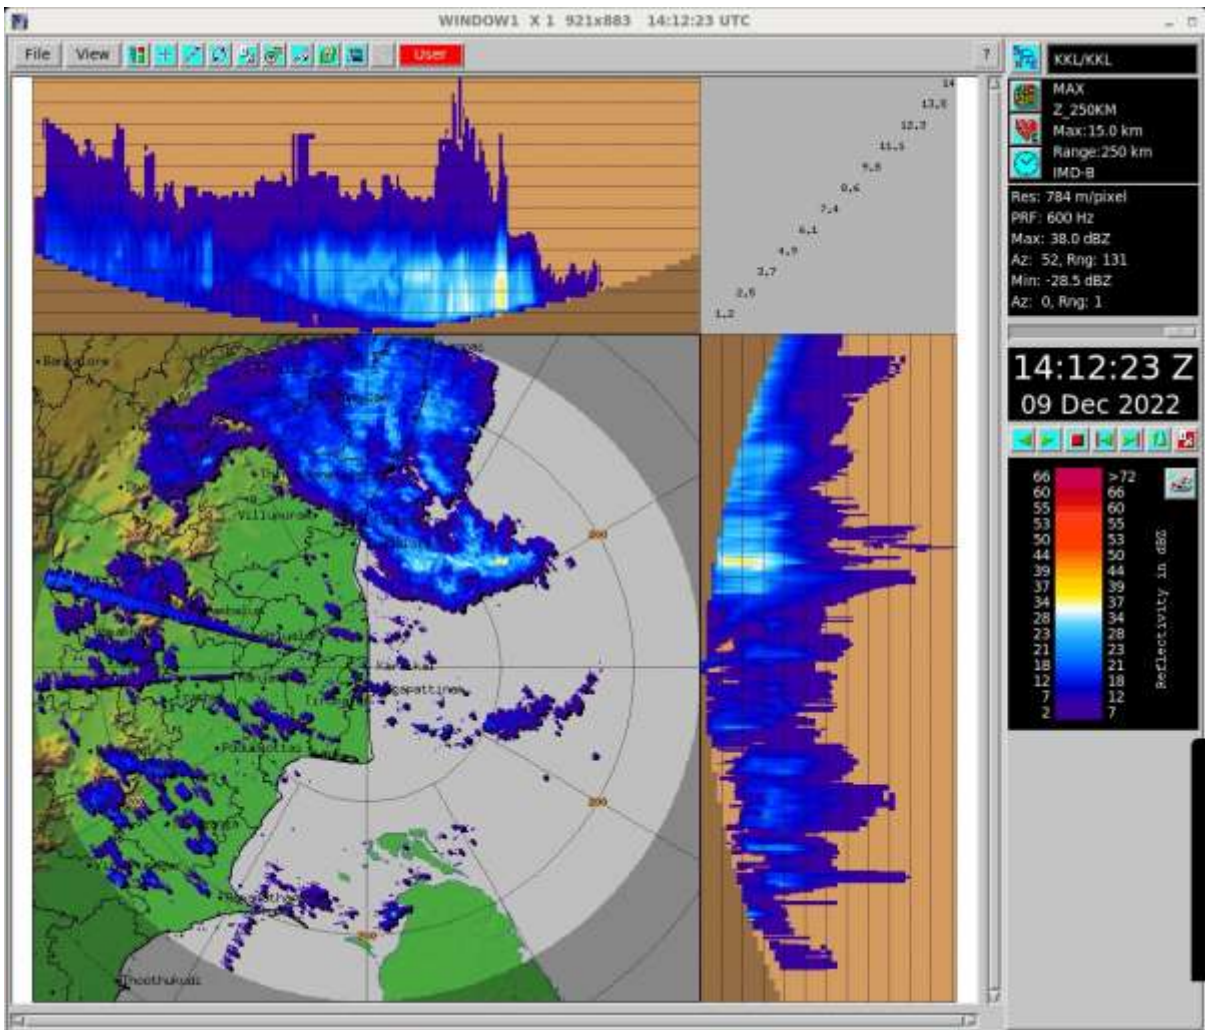 WINDOW1 X 1 921x883 14:12:23 UTC
File View User ?
KKL/KKL
MAX
Z_250KM
Max:15.0 km
Range:250 km
IMD-B
Res: 784 m/pixel
PRF: 600 Hz
Max: 38.0 dBZ
Az: 52, Rng: 131
Min: -28.5 dBZ
Az: 0, Rng: 1
14
13.5
12.3
11.1
9.8
8.6
7.4
6.1
4.9
3.7
2.5
1.2
14:12:23 Z
09 Dec 2022
66 >72
60 66
55 60
53 55
50 53
44 50
39 44
37 39
34 37
28 34
23 28
21 23
18 21
12 18
7 12
2 7
Reflectivity in dBZ
Bangalore
Villupuram
200
Karaikal
Nagapattinam
Pudukottai
200
200
Thoothukudi